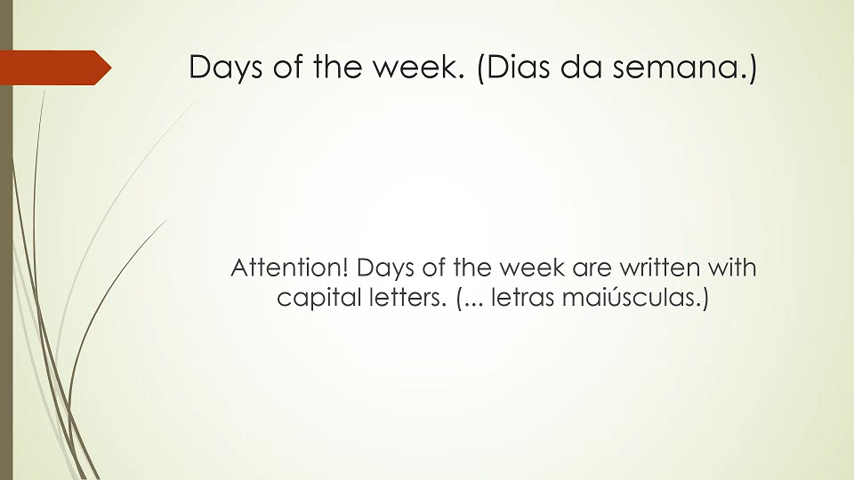 Days of the week. (Dias da semana.)
Attention! Days of the week are written with
capital letters. (... letras maiúsculas.)